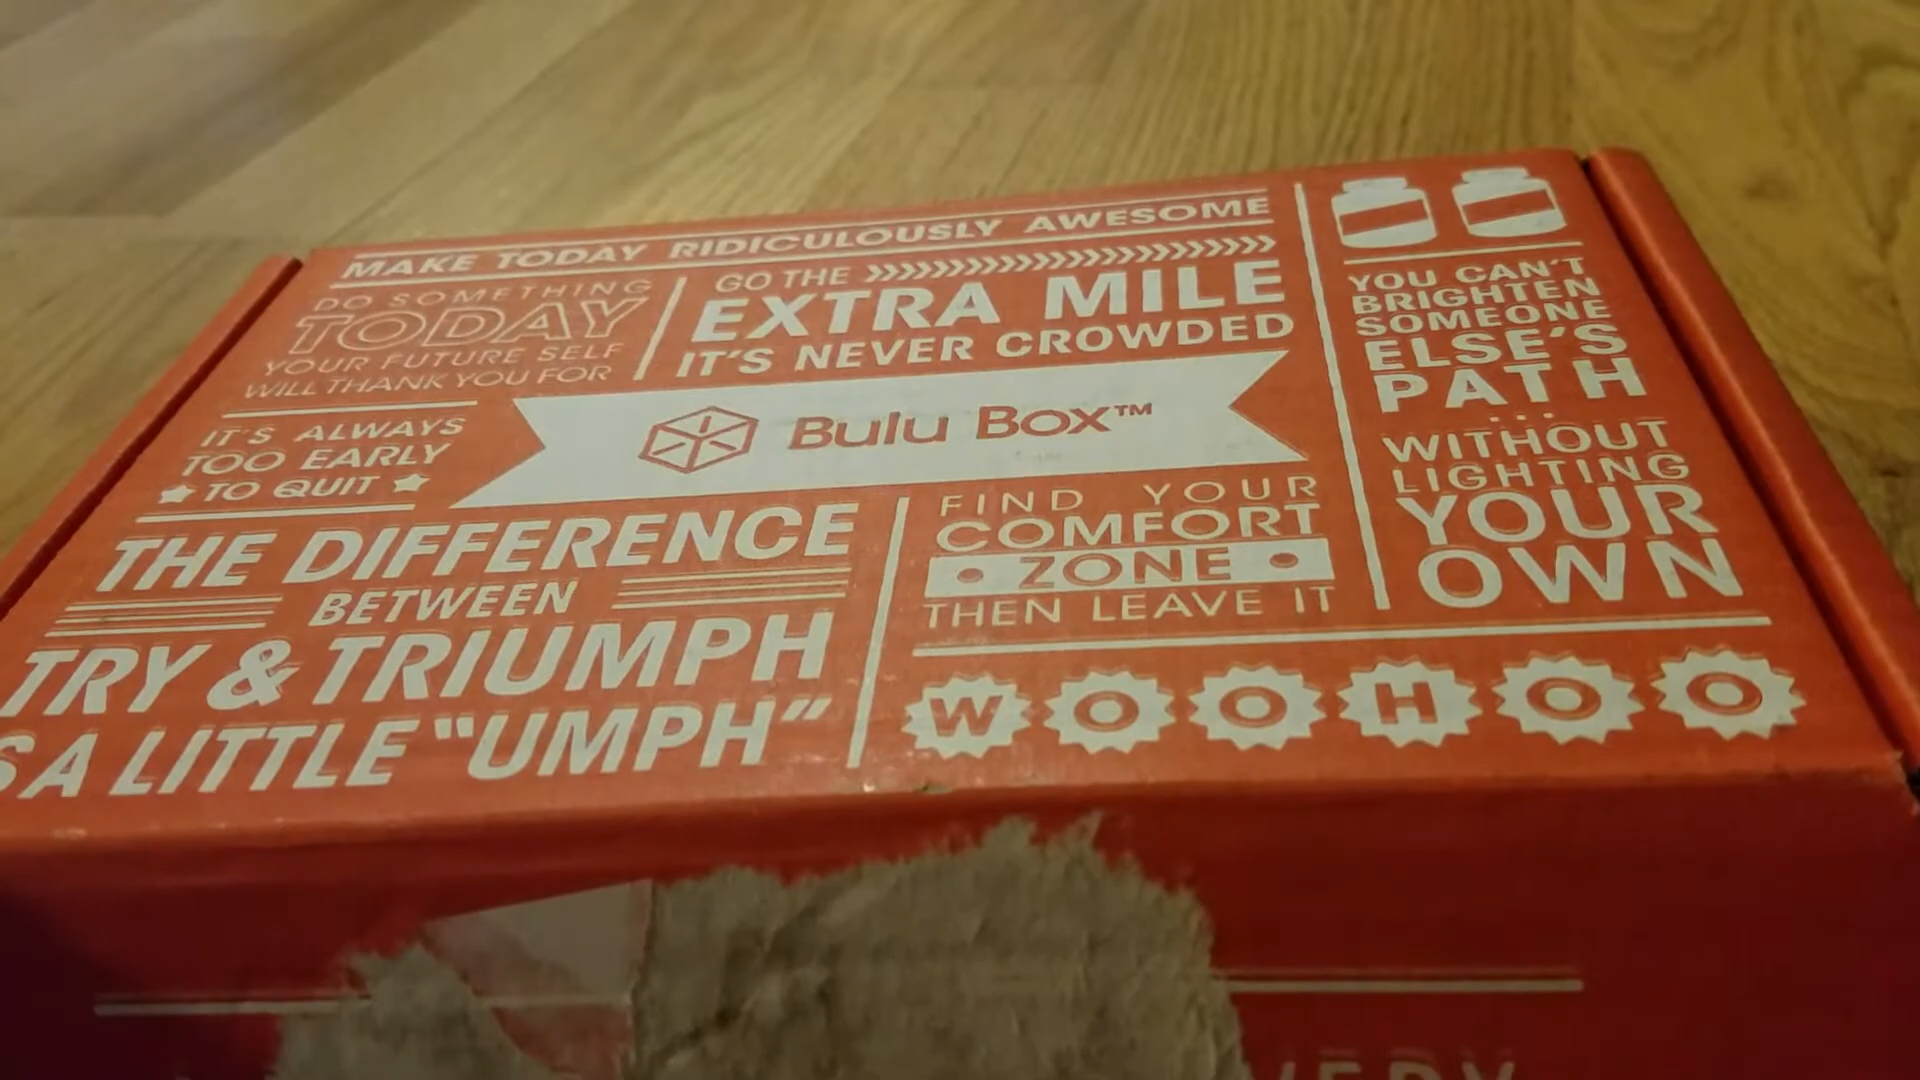 MAKE TODAY RIDICULOUSLY AWESOME
DO SOMETHING
TODAY
YOUR FUTURE SELF
WILL THANK YOU FOR
GO THE
EXTRA MILE
IT'S NEVER CROWDED
IT'S ALWAYS
TOO EARLY
TO QUIT
Bulu Box™
THE DIFFERENCE
BETWEEN
TRY & TRIUMPH
S A LITTLE "UMPH"
FIND YOUR
COMFORT
ZONE
THEN LEAVE IT
YOU CAN'T
BRIGHTEN
SOMEONE
ELSE'S
PATH
...
WITHOUT
LIGHTING
YOUR
OWN
WOOHOO